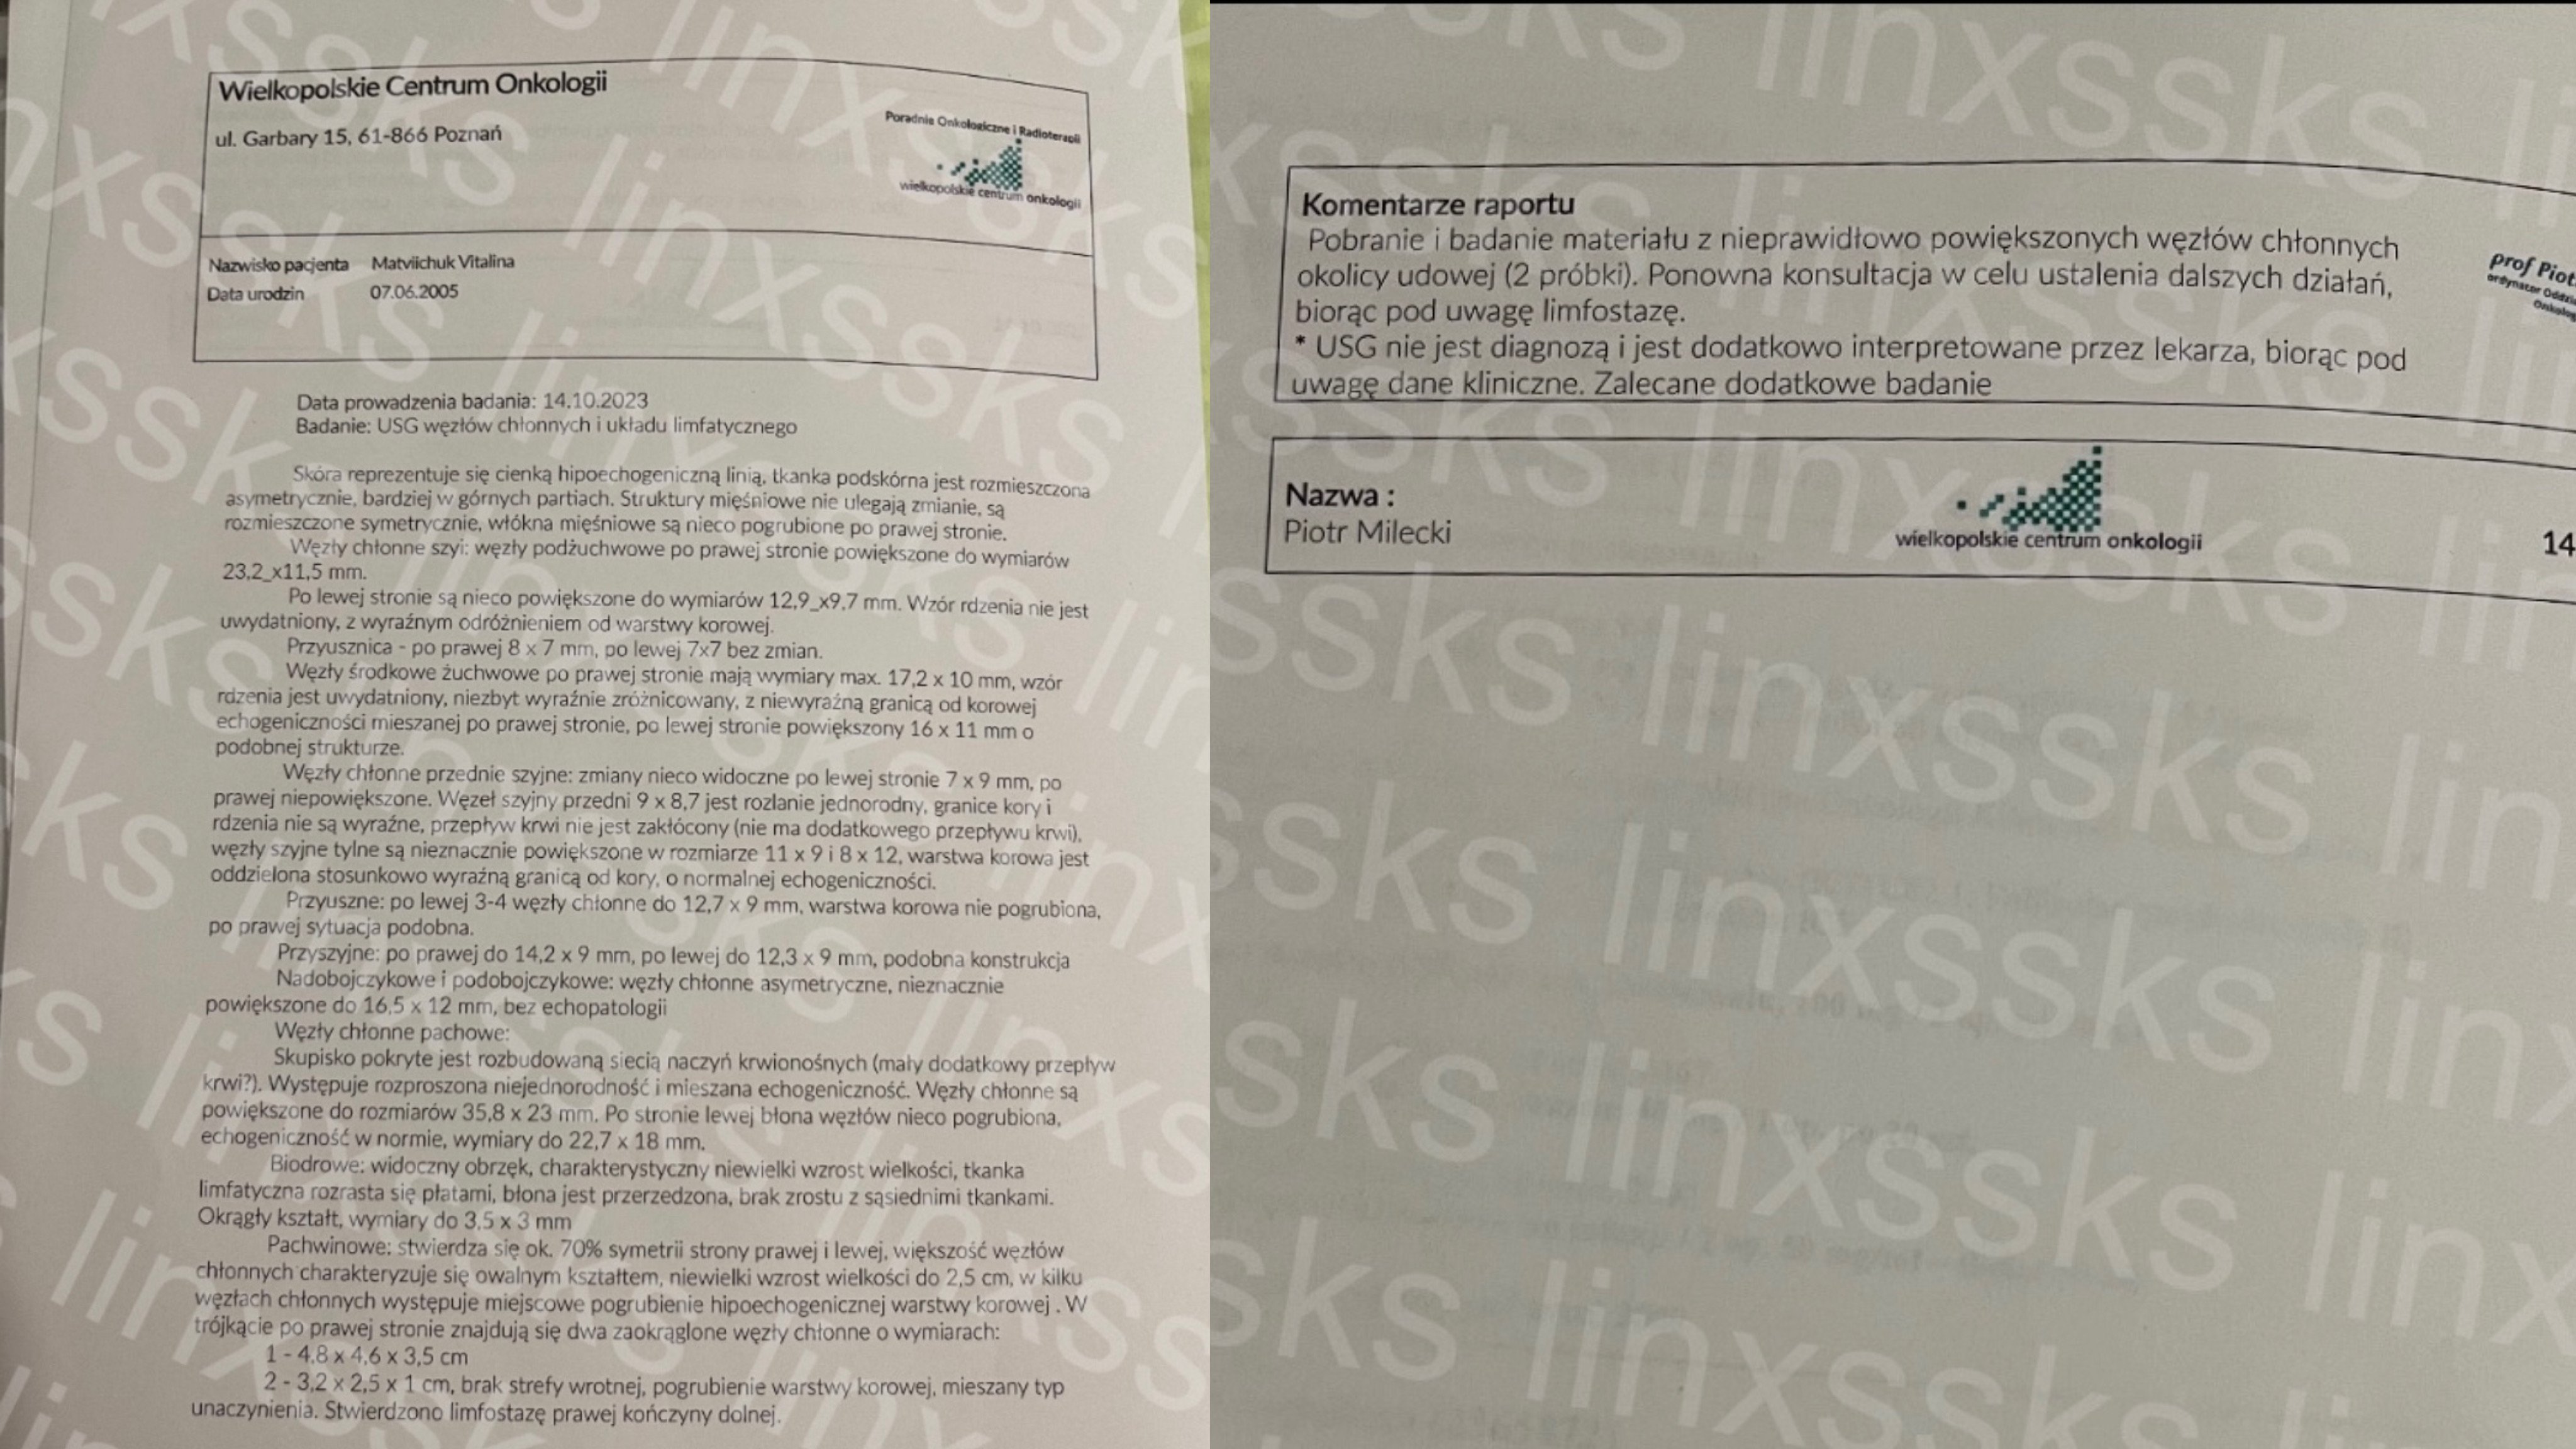 Wielkopolskie Centrum Onkologii
ul. Garbary 15, 61-866 Poznań
Poradnie Onkologiczne i Radioterapii
wielkopolskie centrum onkologii
Nazwisko pacjenta Matviichuk Vitalina
Data urodzin 07.06.2005
Data prowadzenia badania: 14.10.2023
Badanie: USG węzłów chłonnych i układu limfatycznego
Skóra reprezentuje się cienką hipoechogeniczną linią, tkanka podskórna jest rozmieszczona
asymetrycznie, bardziej w górnych partiach. Struktury mięśniowe nie ulegają zmianie, są
rozmieszczone symetrycznie, włókna mięśniowe są nieco pogrubione po prawej stronie.
Węzły chłonne szyi: węzły podżuchwowe po prawej stronie powiększone do wymiarów
23,2_x11,5 mm.
Po lewej stronie są nieco powiększone do wymiarów 12,9_x9,7 mm. Wzór rdzenia nie jest
uwydatniony, z wyraźnym odróżnieniem od warstwy korowej.
Przyusznica - po prawej 8 x 7 mm, po lewej 7x7 bez zmian.
Węzły środkowe żuchwowe po prawej stronie mają wymiary max. 17,2 x 10 mm, wzór
rdzenia jest uwydatniony, niezbyt wyraźnie zróżnicowany, z niewyraźną granicą od korowej
echogeniczności mieszanej po prawej stronie, po lewej stronie powiększony 16 x 11 mm o
podobnej strukturze.
Węzły chłonne przednie szyjne: zmiany nieco widoczne po lewej stronie 7 x 9 mm, po
prawej niepowiększone. Węzeł szyjny przedni 9 x 8,7 jest rozlanie jednorodny, granice kory i
rdzenia nie są wyraźne, przepływ krwi nie jest zakłócony (nie ma dodatkowego przepływu krwi),
węzły szyjne tylne są nieznacznie powiększone w rozmiarze 11 x 9 i 8 x 12, warstwa korowa jest
oddzielona stosunkowo wyraźną granicą od kory, o normalnej echogeniczności.
Przyuszne: po lewej 3-4 węzły chłonne do 12,7 x 9 mm, warstwa korowa nie pogrubiona,
po prawej sytuacja podobna.
Przyszyjne: po prawej do 14,2 x 9 mm, po lewej do 12,3 x 9 mm, podobna konstrukcja
Nadobojczykowe i podobojczykowe: węzły chłonne asymetryczne, nieznacznie
powiększone do 16,5 x 12 mm, bez echopatologii
Węzły chłonne pachowe:
Skupisko pokryte jest rozbudowaną siecią naczyń krwionośnych (mały dodatkowy przepływ
krwi?). Występuje rozproszona niejednorodność i mieszana echogeniczność. Węzły chłonne są
powiększone do rozmiarów 35,8 x 23 mm. Po stronie lewej błona węzłów nieco pogrubiona,
echogeniczność w normie, wymiary do 22,7 x 18 mm.
Biodrowe: widoczny obrzęk, charakterystyczny niewielki wzrost wielkości, tkanka
limfatyczna rozrasta się płatami, błona jest przerzedzona, brak zrostu z sąsiednimi tkankami.
Okrągły kształt, wymiary do 3,5 x 3 mm
Pachwinowe: stwierdza się ok. 70% symetrii strony prawej i lewej, większość węzłów
chłonnych charakteryzuje się owalnym kształtem, niewielki wzrost wielkości do 2,5 cm, w kilku
węzłach chłonnych występuje miejscowe pogrubienie hipoechogenicznej warstwy korowej . W
trójkącie po prawej stronie znajdują się dwa zaokrąglone węzły chłonne o wymiarach:
1 - 4,8 x 4,6 x 3,5 cm
2 - 3,2 x 2,5 x 1 cm, brak strefy wrotnej, pogrubienie warstwy korowej, mieszany typ
unaczynienia. Stwierdzono limfostazę prawej kończyny dolnej.
Komentarze raportu
Pobranie i badanie materiału z nieprawidłowo powiększonych węzłów chłonnych
okolicy udowej (2 próbki). Ponowna konsultacja w celu ustalenia dalszych działań,
biorąc pod uwagę limfostazę.
* USG nie jest diagnozą i jest dodatkowo interpretowane przez lekarza, biorąc pod
uwagę dane kliniczne. Zalecane dodatkowe badanie
prof Piot
ordynator Oddzia
Onkolog
Nazwa :
Piotr Milecki
wielkopolskie centrum onkologii
14
linxssks